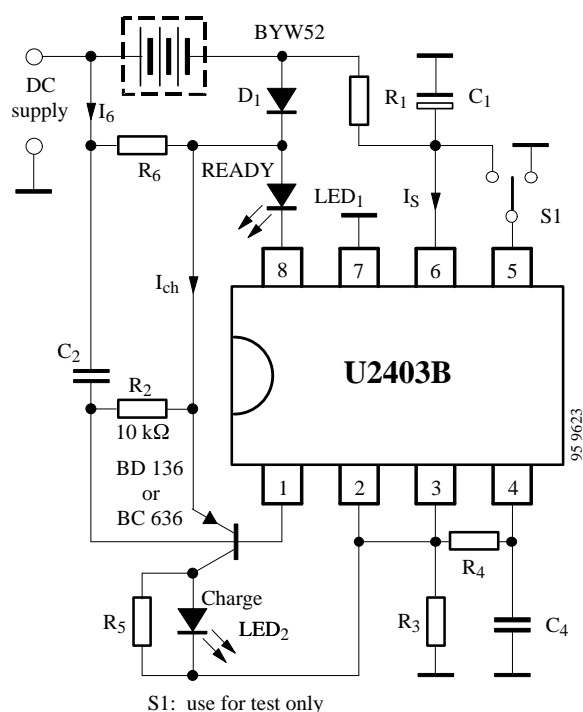 BYW52
DC
supply
I6
D1
R1
C1
R6
READY
LED1
IS
S1
8
7
6
5
Ich
C2
R2
10 kΩ
U2403B
95 9623
BD 136
or
BC 636
1
2
3
4
R4
Charge
R5
LED2
R3
C4
S1: use for test only